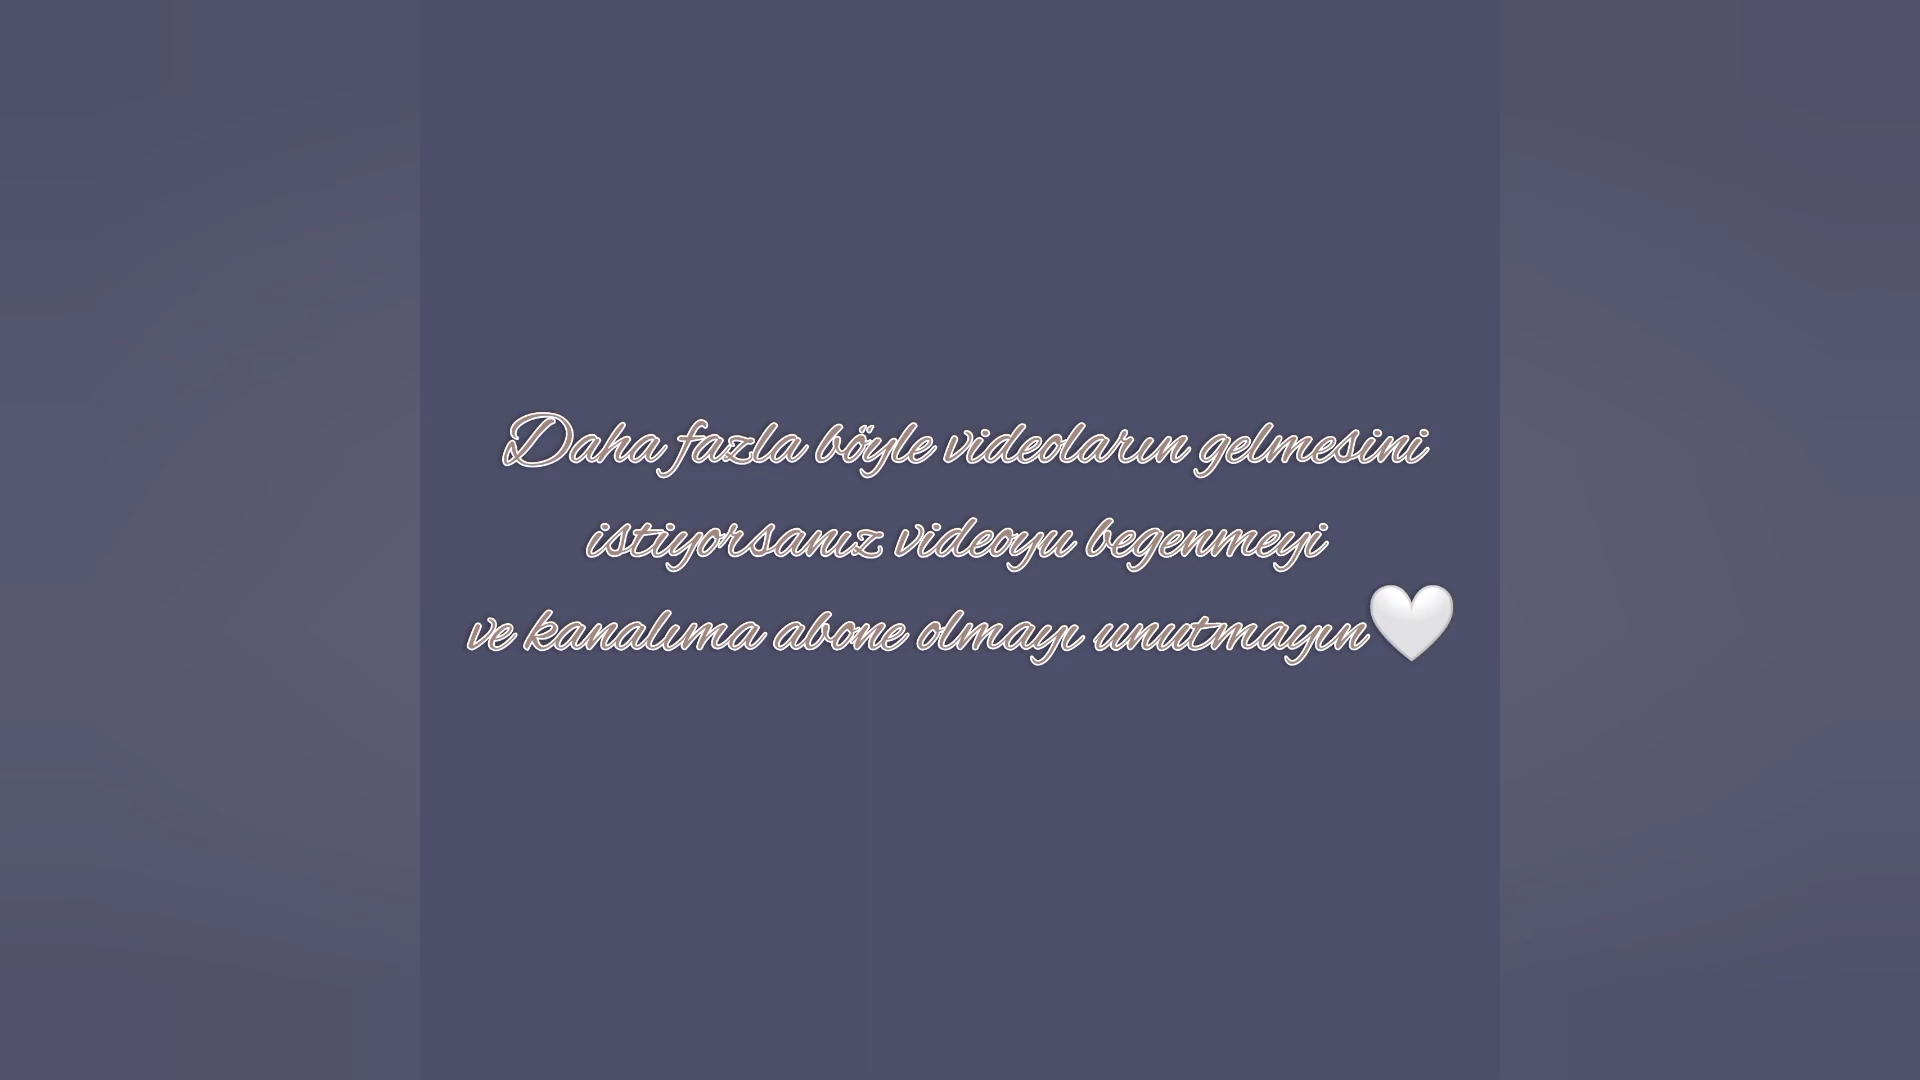 Daha fazla böyle videoların gelmesini
istiyorsanız videoyu begenmeyi
ve kanalıma abone olmayı unutmayın🤍